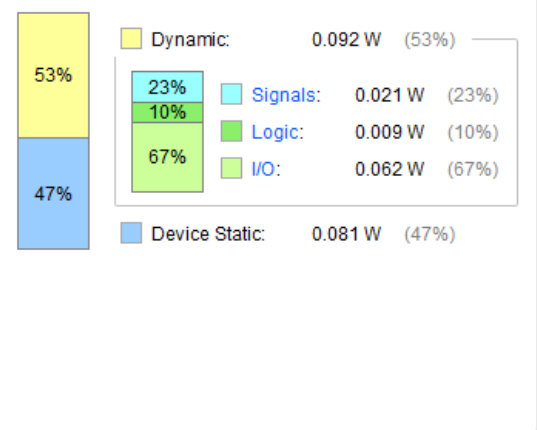 Dynamic: 0.092 W (53%)
53%
23% Signals: 0.021 W (23%)
10% Logic: 0.009 W (10%)
67% I/O: 0.062 W (67%)
47%
Device Static: 0.081 W (47%)